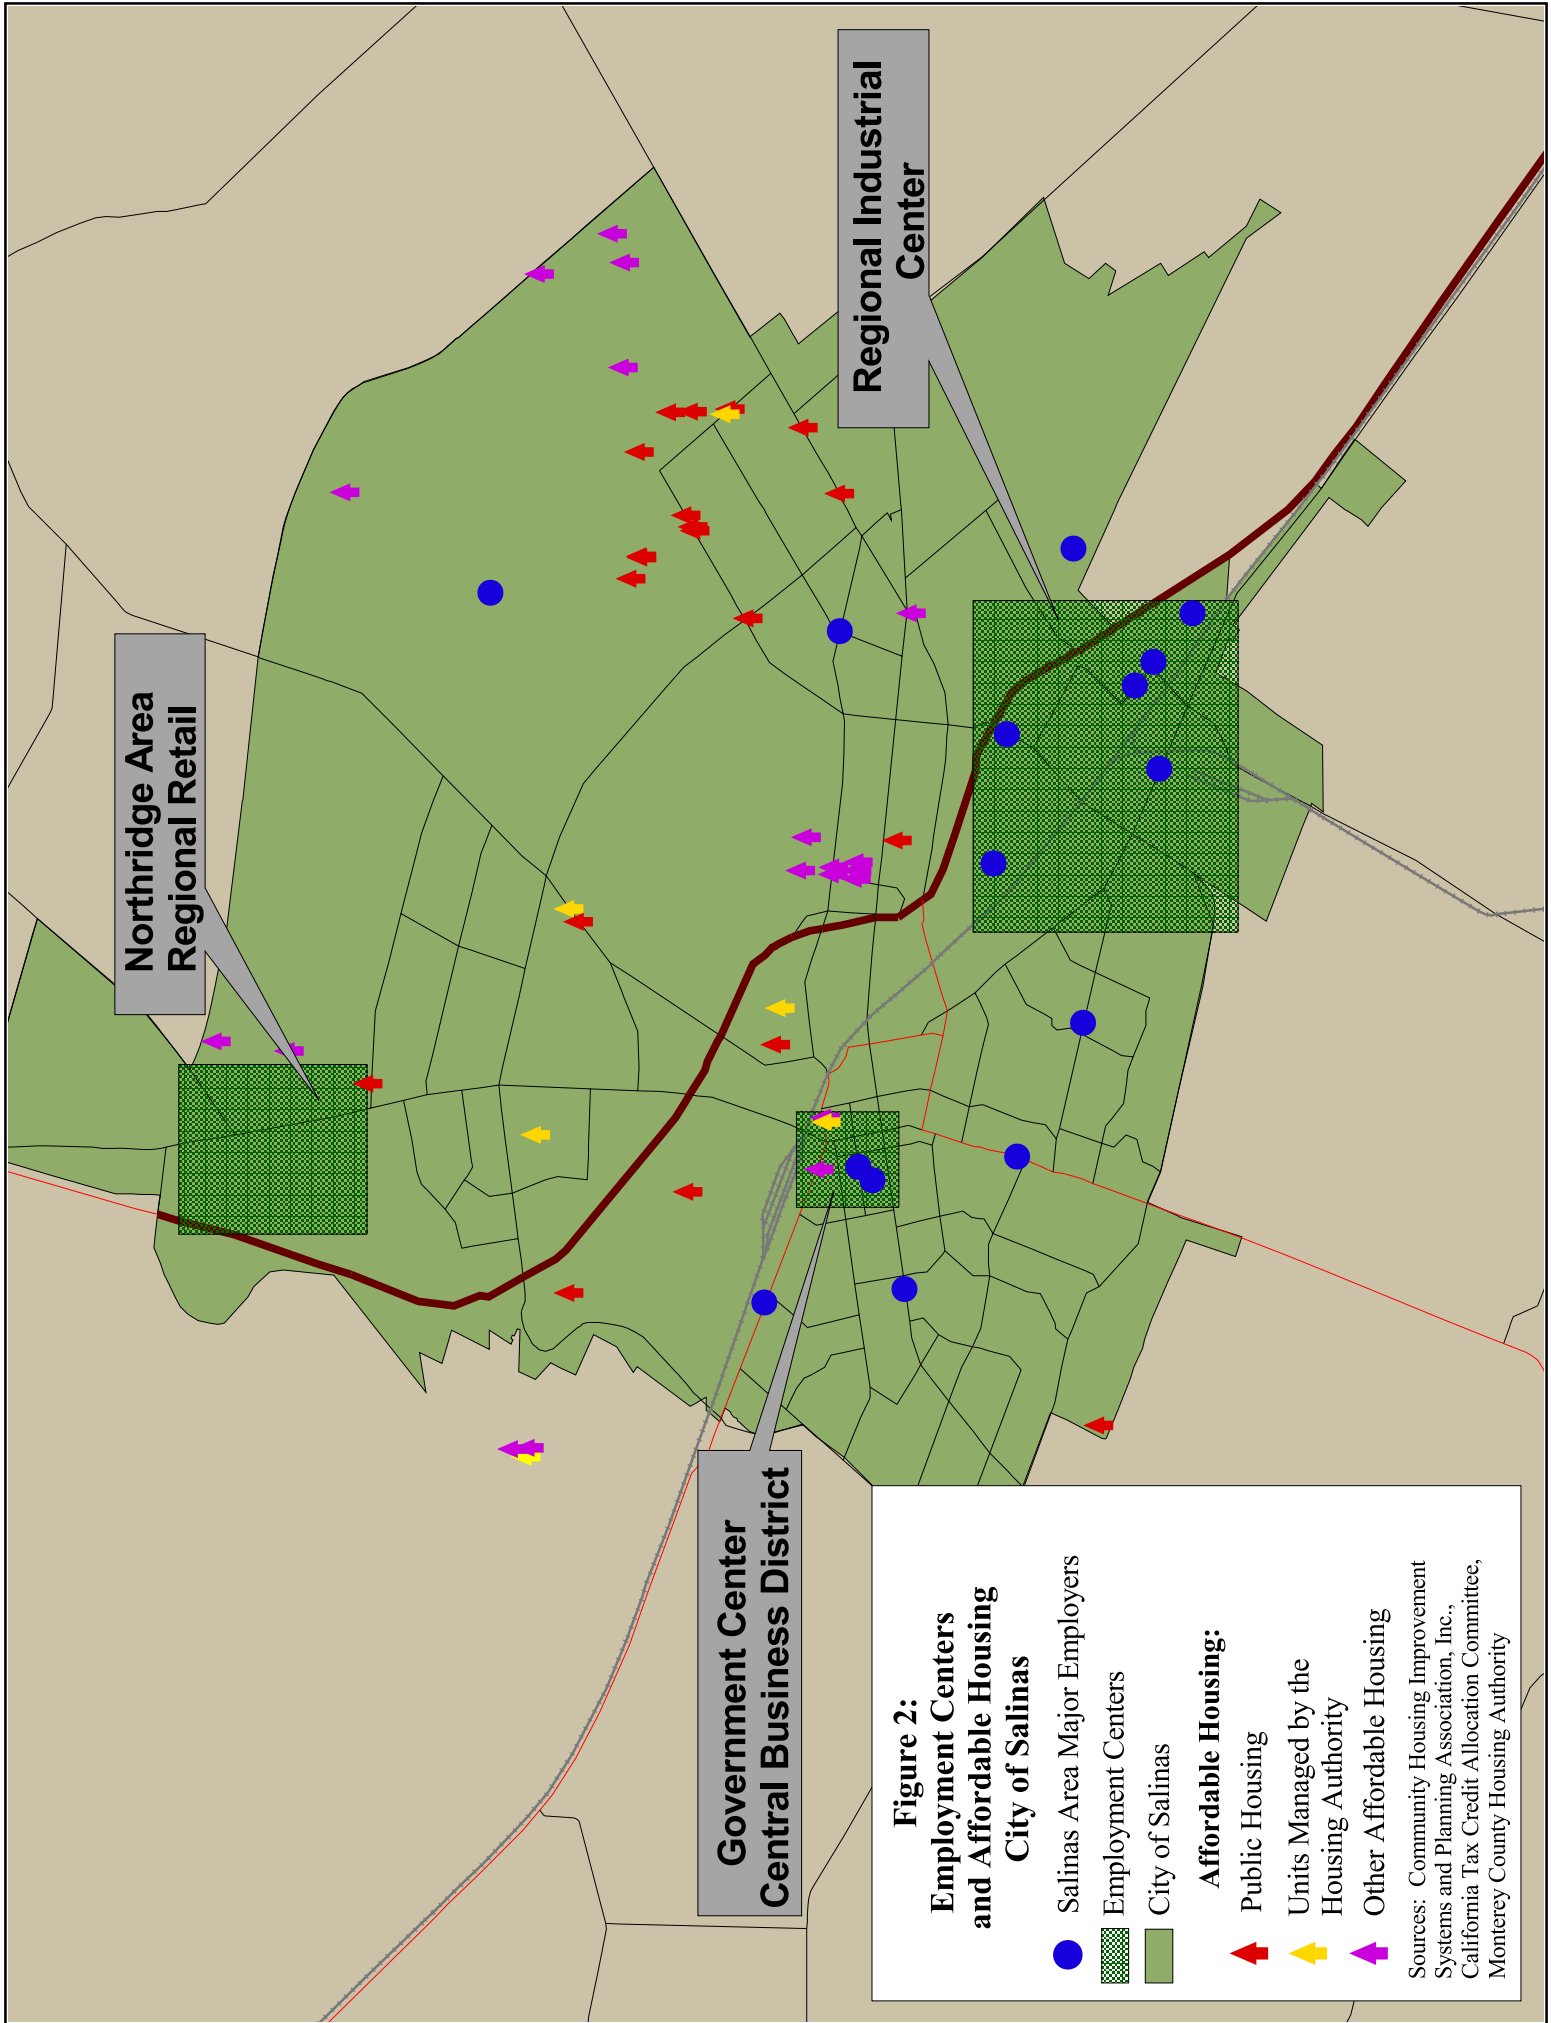 Northridge Area
Regional Retail
Regional Industrial
Center
Government Center
Central Business District
Figure 2:
Employment Centers
and Affordable Housing
City of Salinas
Salinas Area Major Employers
Employment Centers
City of Salinas
Affordable Housing:
Public Housing
Units Managed by the
Housing Authority
Other Affordable Housing
Sources: Community Housing Improvement
Systems and Planning Association, Inc.,
California Tax Credit Allocation Committee,
Monterey County Housing Authority